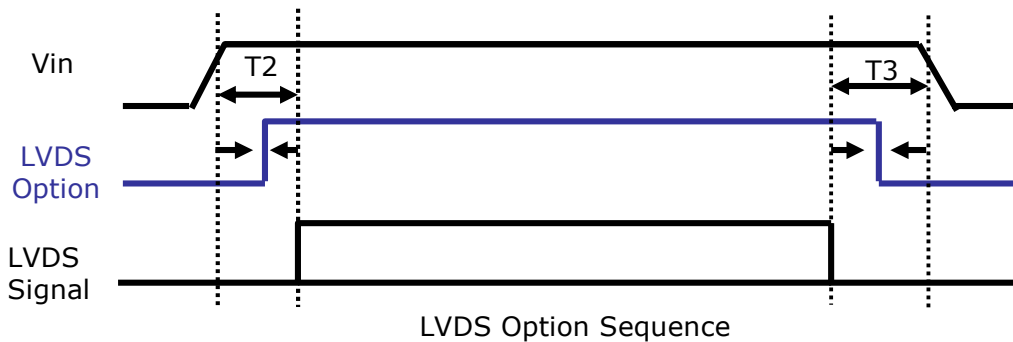 Vin
T2
T3
LVDS
Option
LVDS
Signal
LVDS Option Sequence